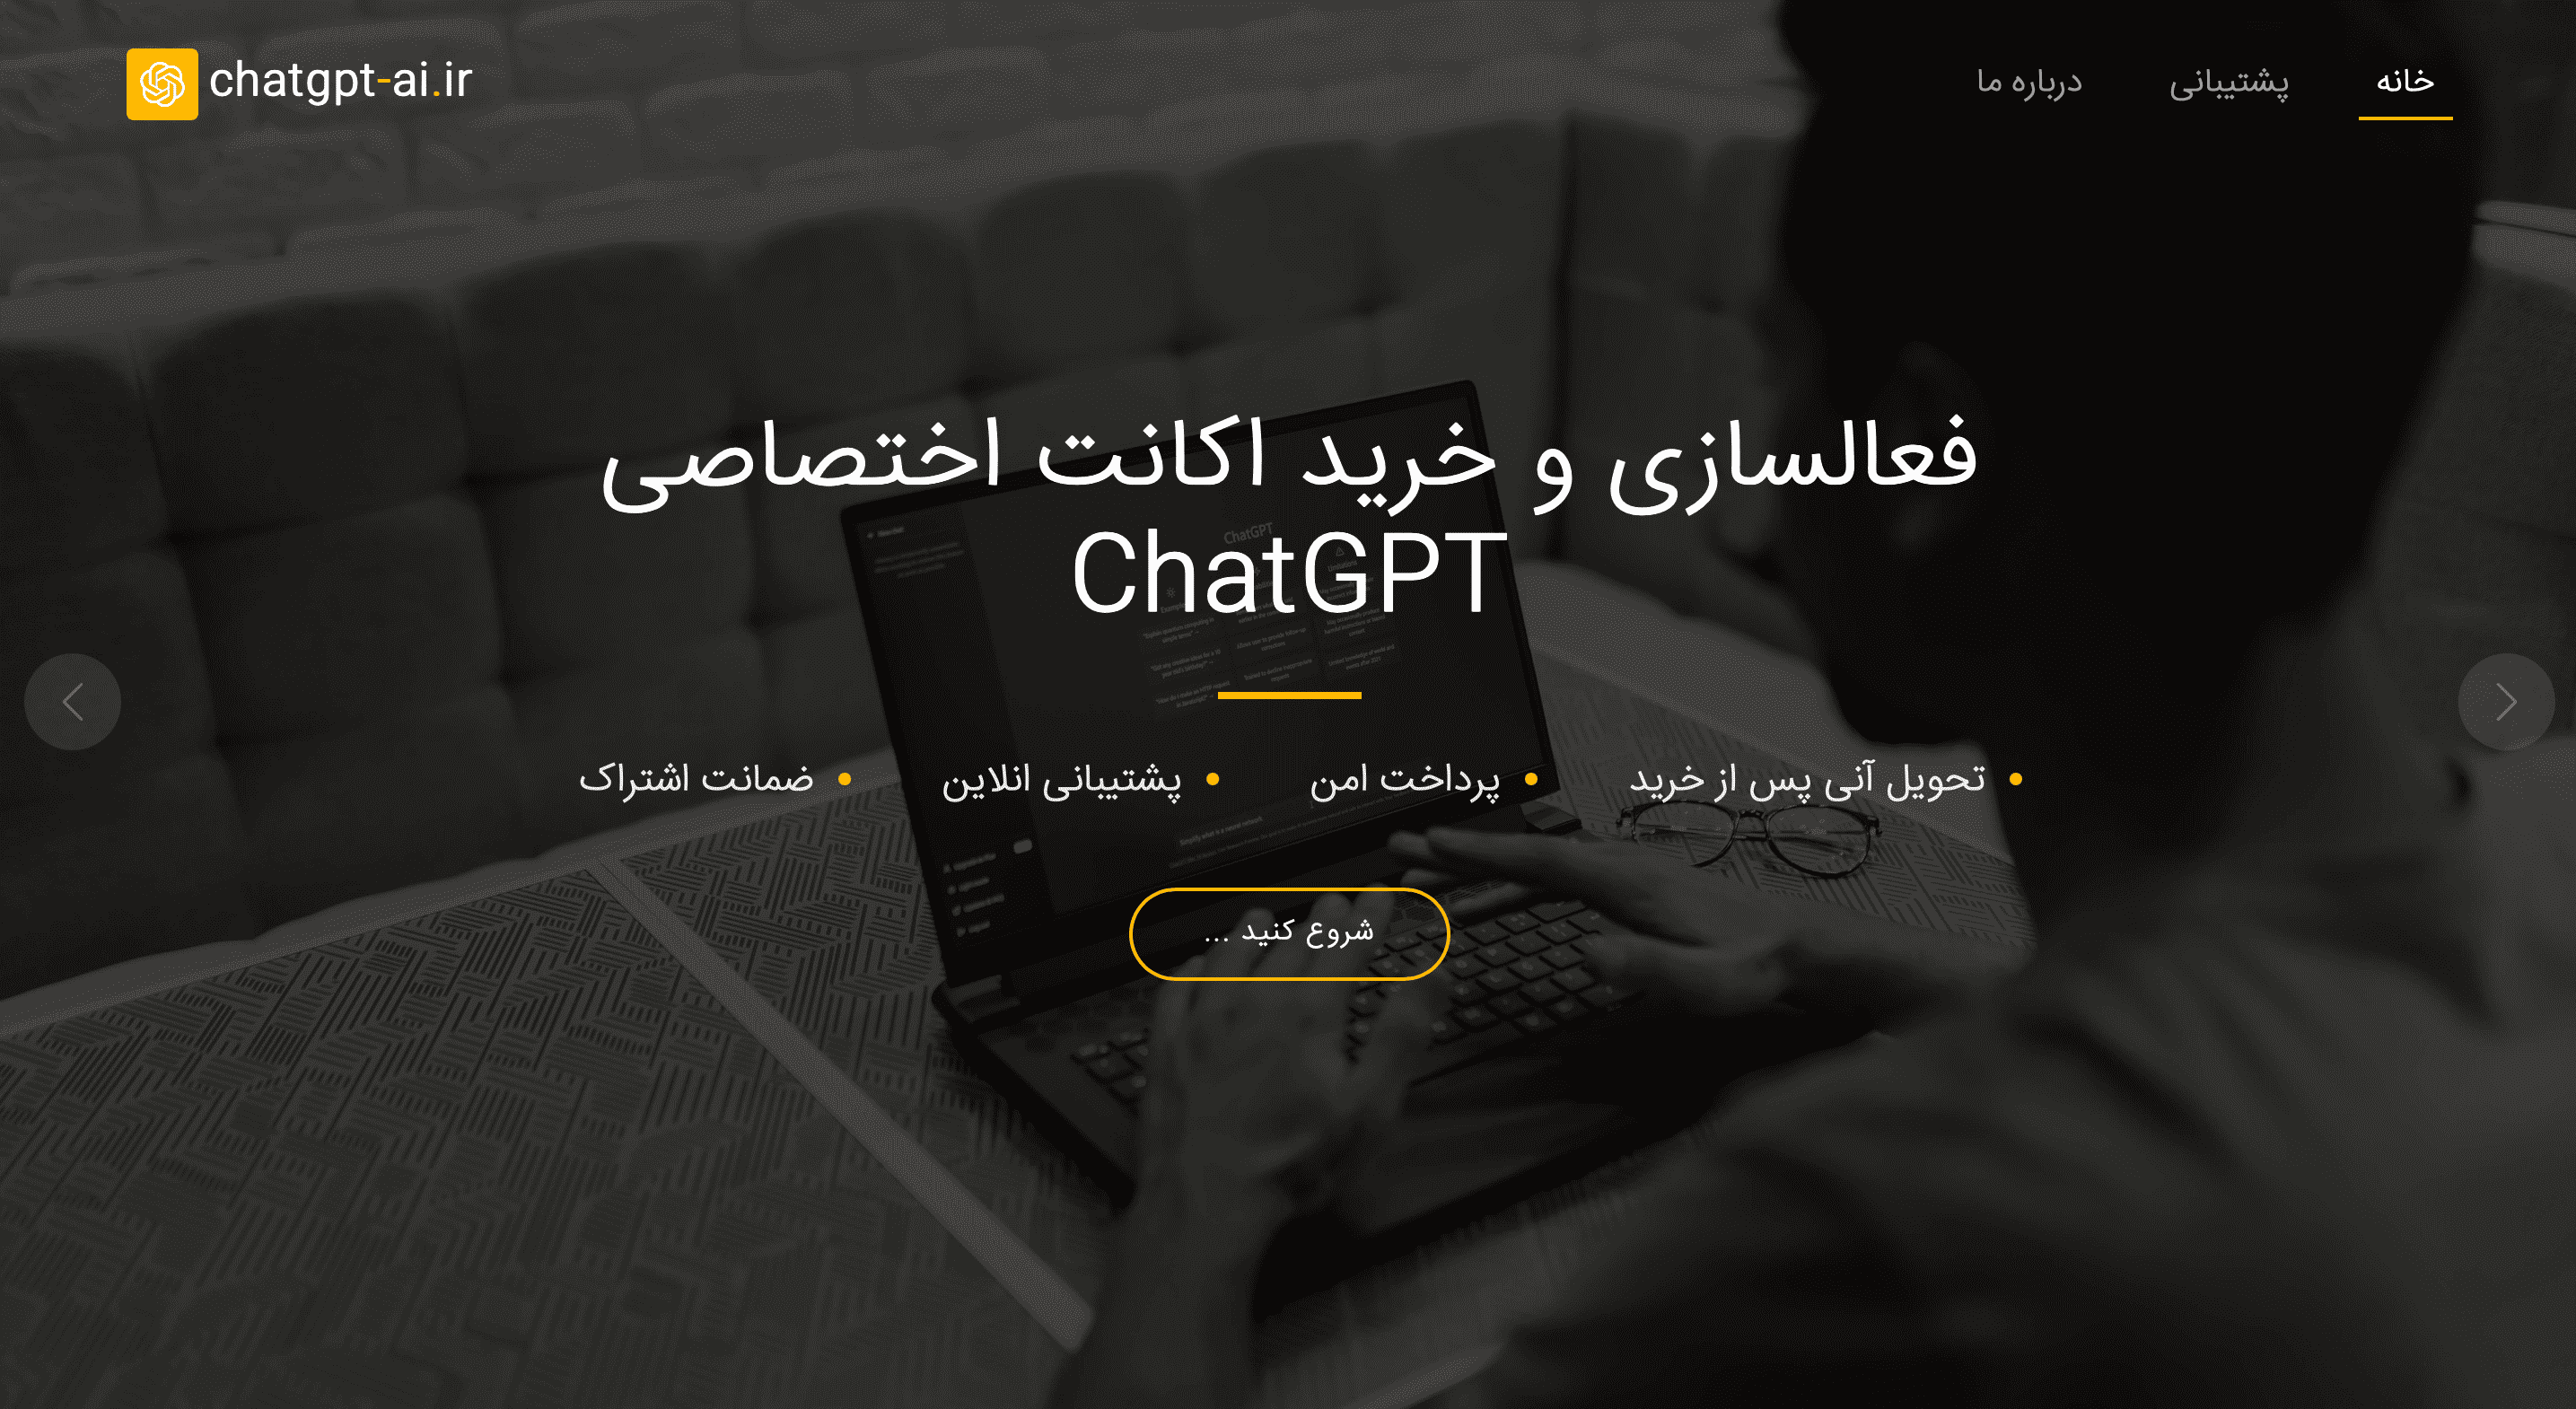 chatgpt-ai.ir
خانه
پشتیبانی
درباره ما
فعالسازی و خرید اکانت اختصاصی
ChatGPT
تحویل آنی پس از خرید
پرداخت امن
پشتیبانی انلاین
ضمانت اشتراک
شروع کنید ...
ChatGPT